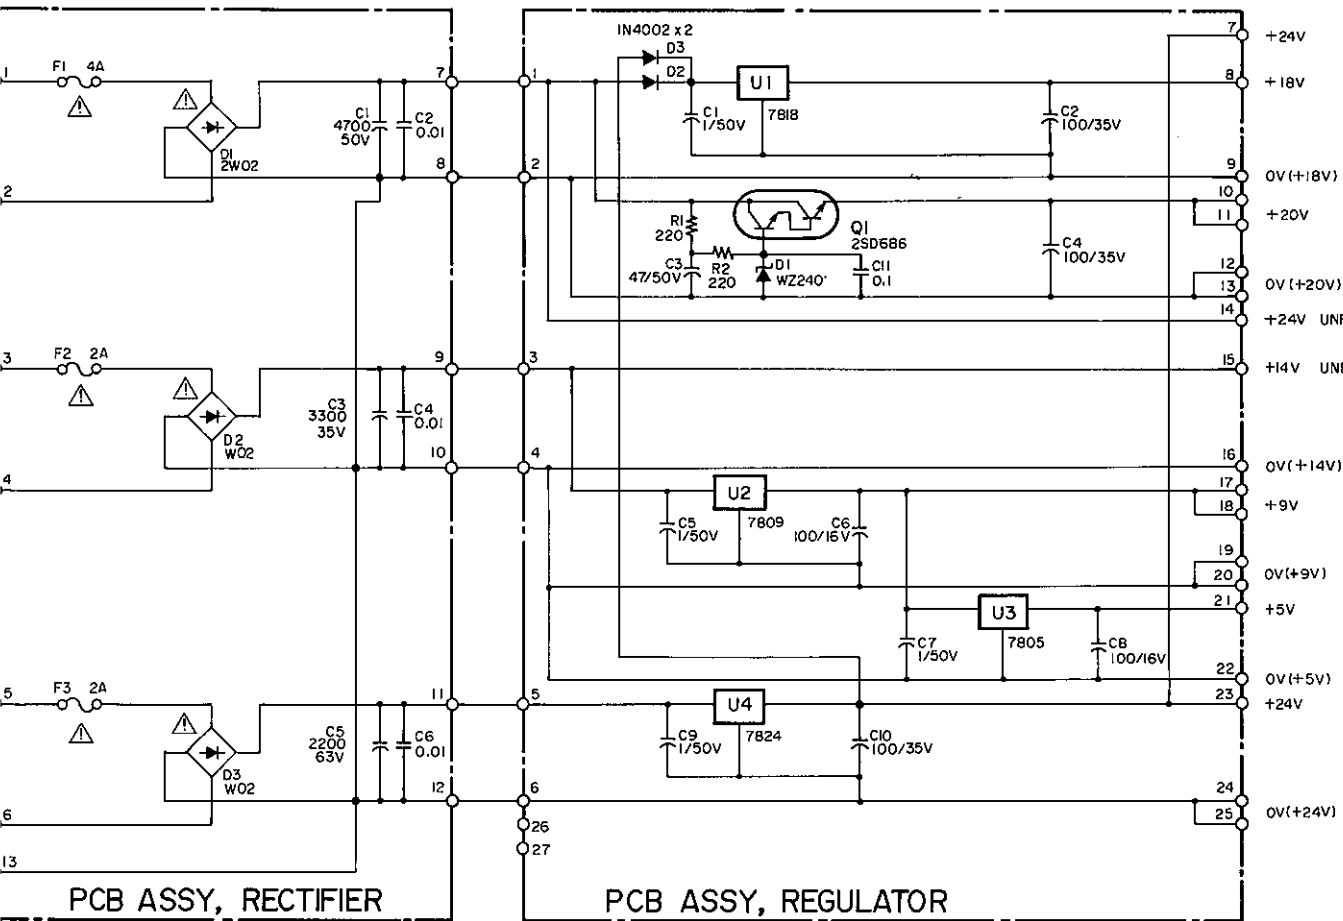 IN4002 x 2
D3
D2
7
+24V
1
F1 4A
7
1
U1
8
+18V
C1
4700
50V
C2
0.01
C1
1/50V
7818
C2
100/35V
D1
2W02
8
2
9
0V(+18V)
2
10
11
+20V
R1
220
Q1
2SD686
C3
47/50V
R2
220
D1
WZ240
C11
0.1
C4
100/35V
12
13
0V(+20V)
14
+24V
3
F2 2A
9
3
15
+14V
C3
3300
35V
C4
0.01
D2
W02
10
4
16
0V(+14V)
4
U2
17
18
+9V
C5
1/50V
7809
C6
100/16V
19
20
0V(+9V)
U3
21
+5V
C7
1/50V
7805
C8
100/16V
22
0V(+5V)
5
F3 2A
11
5
U4
23
+24V
C5
2200
63V
C6
0.01
C9
1/50V
7824
C10
100/35V
D3
W02
12
6
24
25
0V(+24V)
6
26
27
13
PCB ASSY, RECTIFIER
PCB ASSY, REGULATOR